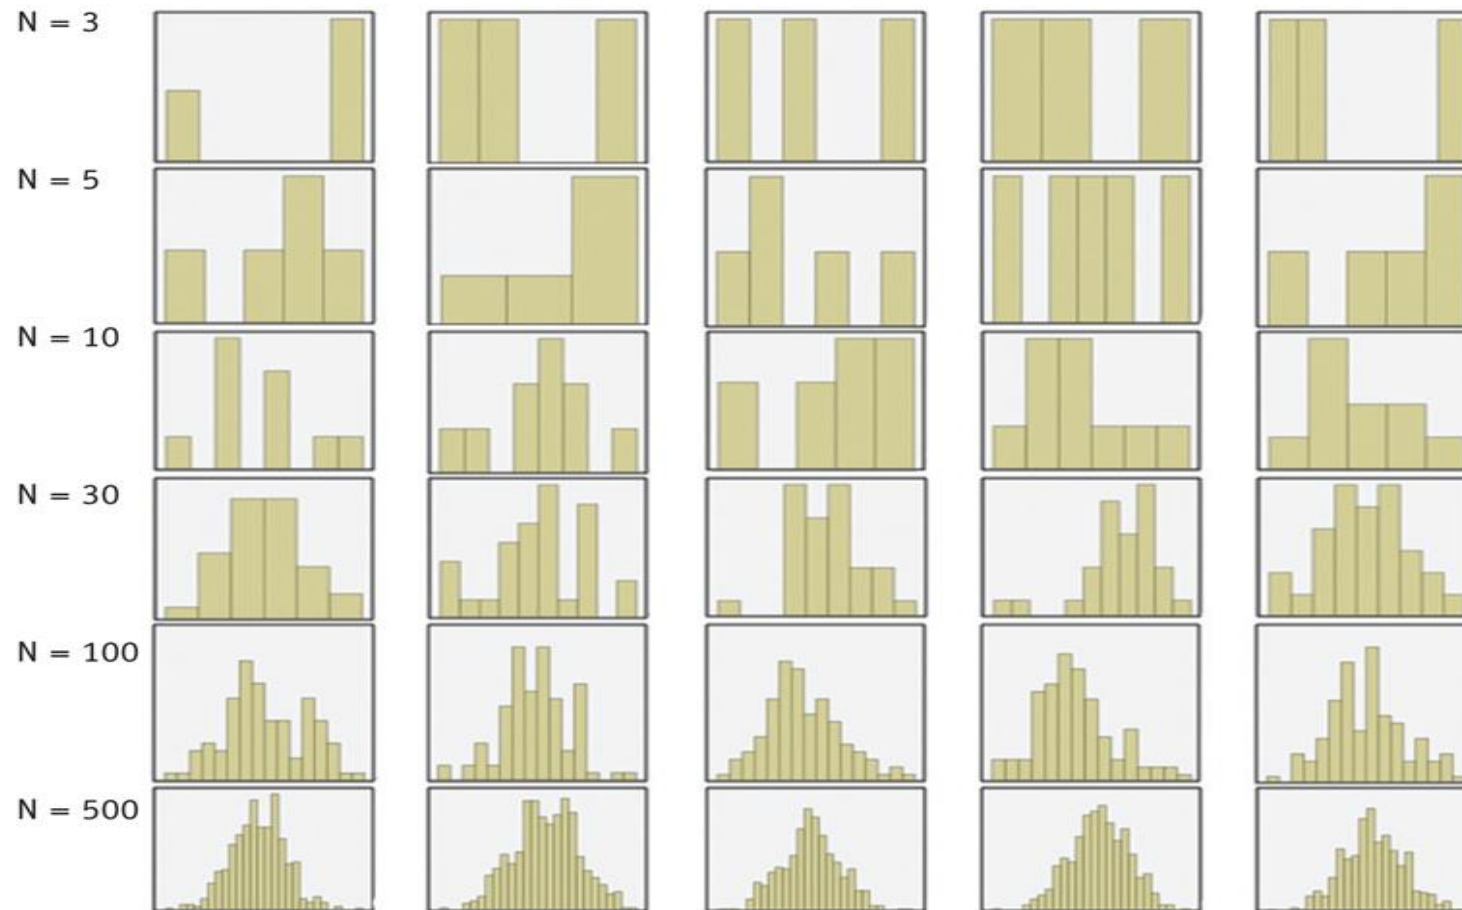 N = 3
N = 5
N = 10
N = 30
N = 100
N = 500